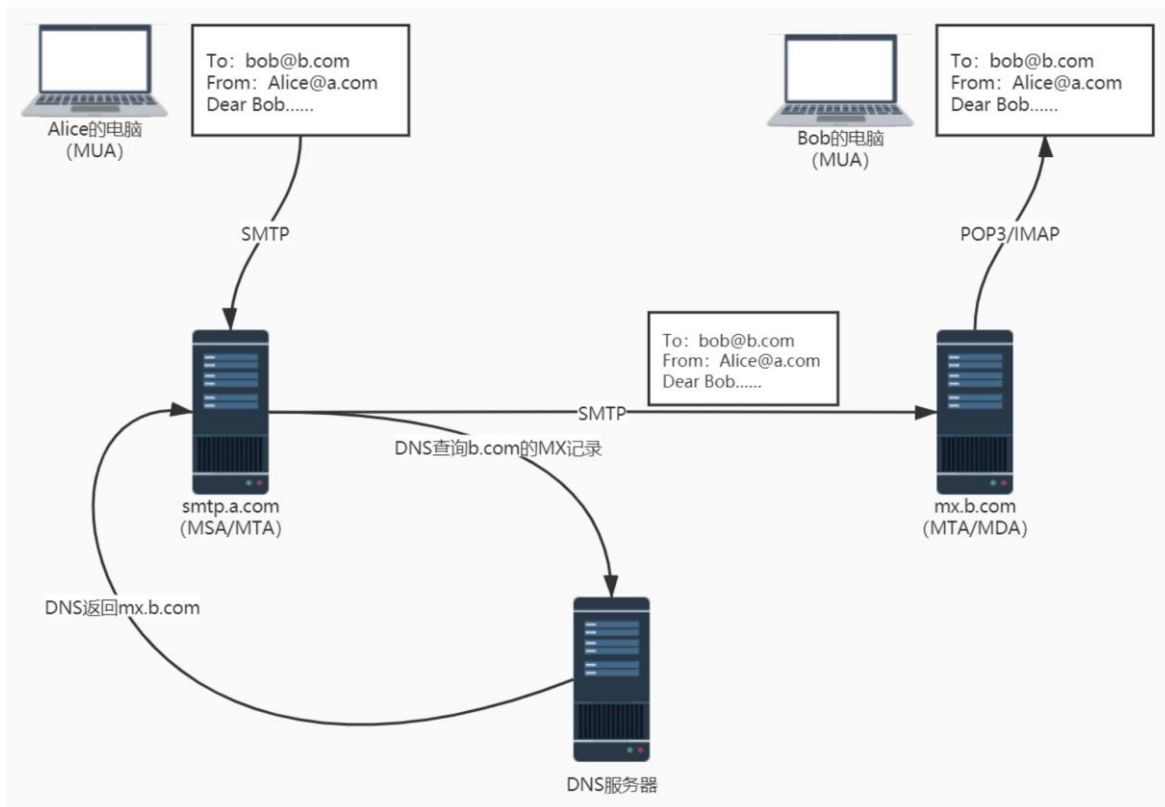 To：bob@b.com
From：Alice@a.com
Dear Bob......
Alice的电脑
（MUA）
To：bob@b.com
From：Alice@a.com
Dear Bob......
Bob的电脑
（MUA）
SMTP
POP3/IMAP
To：bob@b.com
From：Alice@a.com
Dear Bob......
SMTP
DNS查询b.com的MX记录
smtp.a.com
（MSA/MTA）
mx.b.com
（MTA/MDA）
DNS返回mx.b.com
DNS服务器